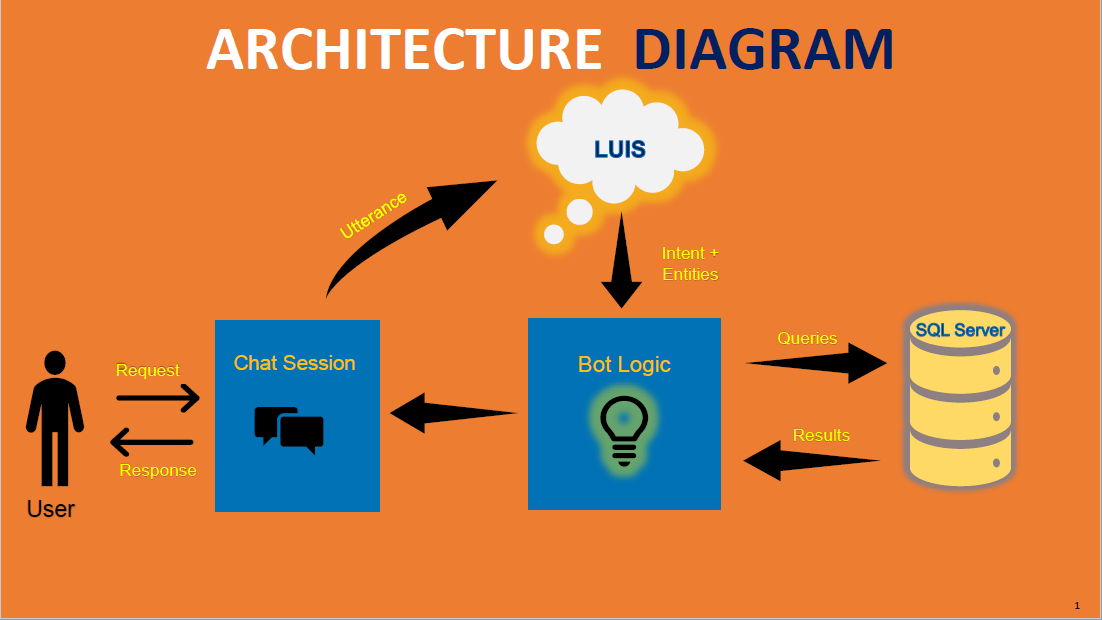 ARCHITECTURE DIAGRAM
LUIS
Utterance
Intent +
Entities
SQL Server
Queries
Chat Session
Bot Logic
Request
Results
Response
User
1